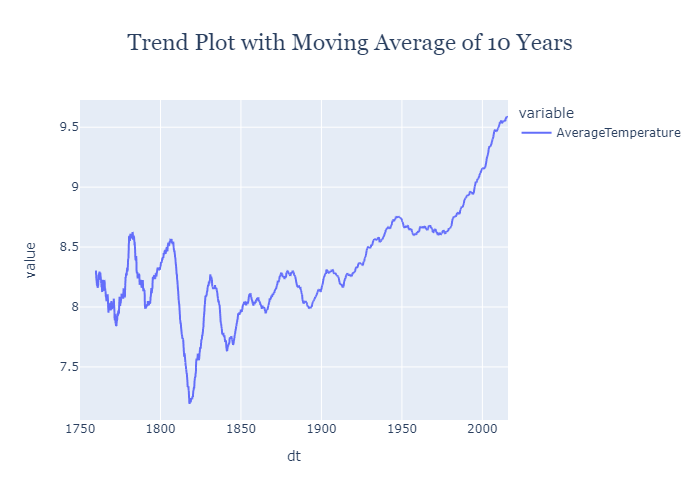 Trend Plot with Moving Average of 10 Years
variable
AverageTemperature
value
9.5
9
8.5
8
7.5
1750 1800 1850 1900 1950 2000
dt